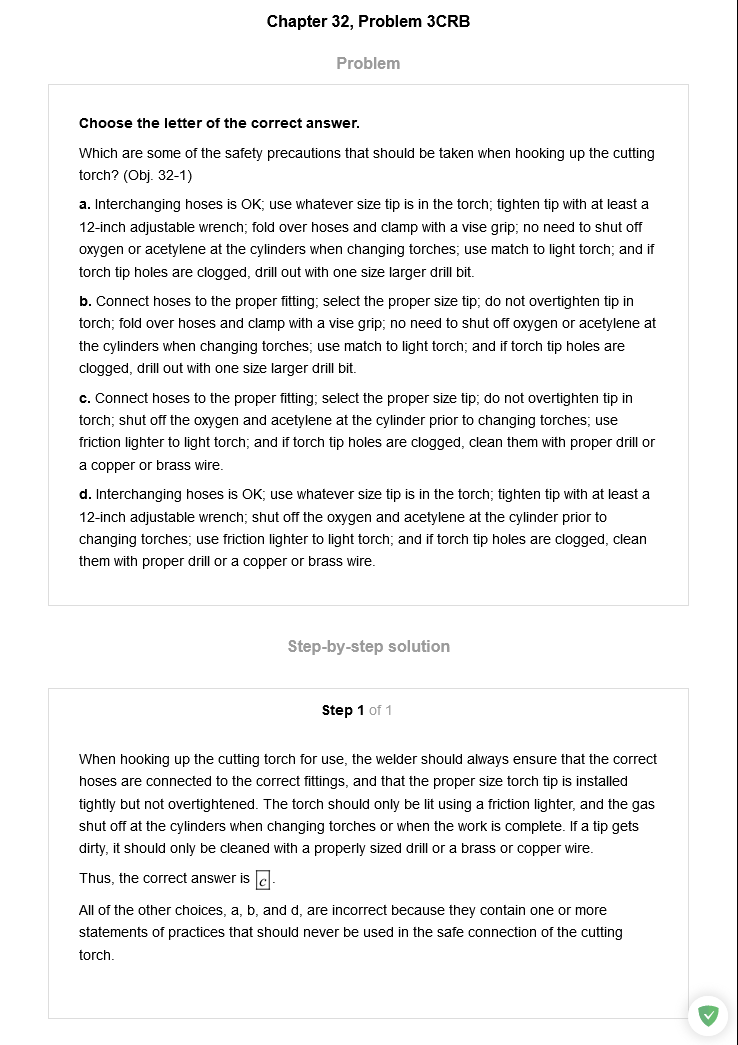 Chapter 32, Problem 3CRB
Problem
Choose the letter of the correct answer.
Which are some of the safety precautions that should be taken when hooking up the cutting
torch? (Obj. 32-1)
a. Interchanging hoses is OK; use whatever size tip is in the torch; tighten tip with at least a
12-inch adjustable wrench; fold over hoses and clamp with a vise grip; no need to shut off
oxygen or acetylene at the cylinders when changing torches; use match to light torch; and if
torch tip holes are clogged, drill out with one size larger drill bit.
b. Connect hoses to the proper fitting; select the proper size tip; do not overtighten tip in
torch; fold over hoses and clamp with a vise grip; no need to shut off oxygen or acetylene at
the cylinders when changing torches; use match to light torch; and if torch tip holes are
clogged, drill out with one size larger drill bit.
c. Connect hoses to the proper fitting; select the proper size tip; do not overtighten tip in
torch; shut off the oxygen and acetylene at the cylinder prior to changing torches; use
friction lighter to light torch; and if torch tip holes are clogged, clean them with proper drill or
a copper or brass wire.
d. Interchanging hoses is OK; use whatever size tip is in the torch; tighten tip with at least a
12-inch adjustable wrench; shut off the oxygen and acetylene at the cylinder prior to
changing torches; use friction lighter to light torch; and if torch tip holes are clogged, clean
them with proper drill or a copper or brass wire.
Step-by-step solution
Step 1 of 1
When hooking up the cutting torch for use, the welder should always ensure that the correct
hoses are connected to the correct fittings, and that the proper size torch tip is installed
tightly but not overtightened. The torch should only be lit using a friction lighter, and the gas
shut off at the cylinders when changing torches or when the work is complete. If a tip gets
dirty, it should only be cleaned with a properly sized drill or a brass or copper wire.
Thus, the correct answer is c.
All of the other choices, a, b, and d, are incorrect because they contain one or more
statements of practices that should never be used in the safe connection of the cutting
torch.